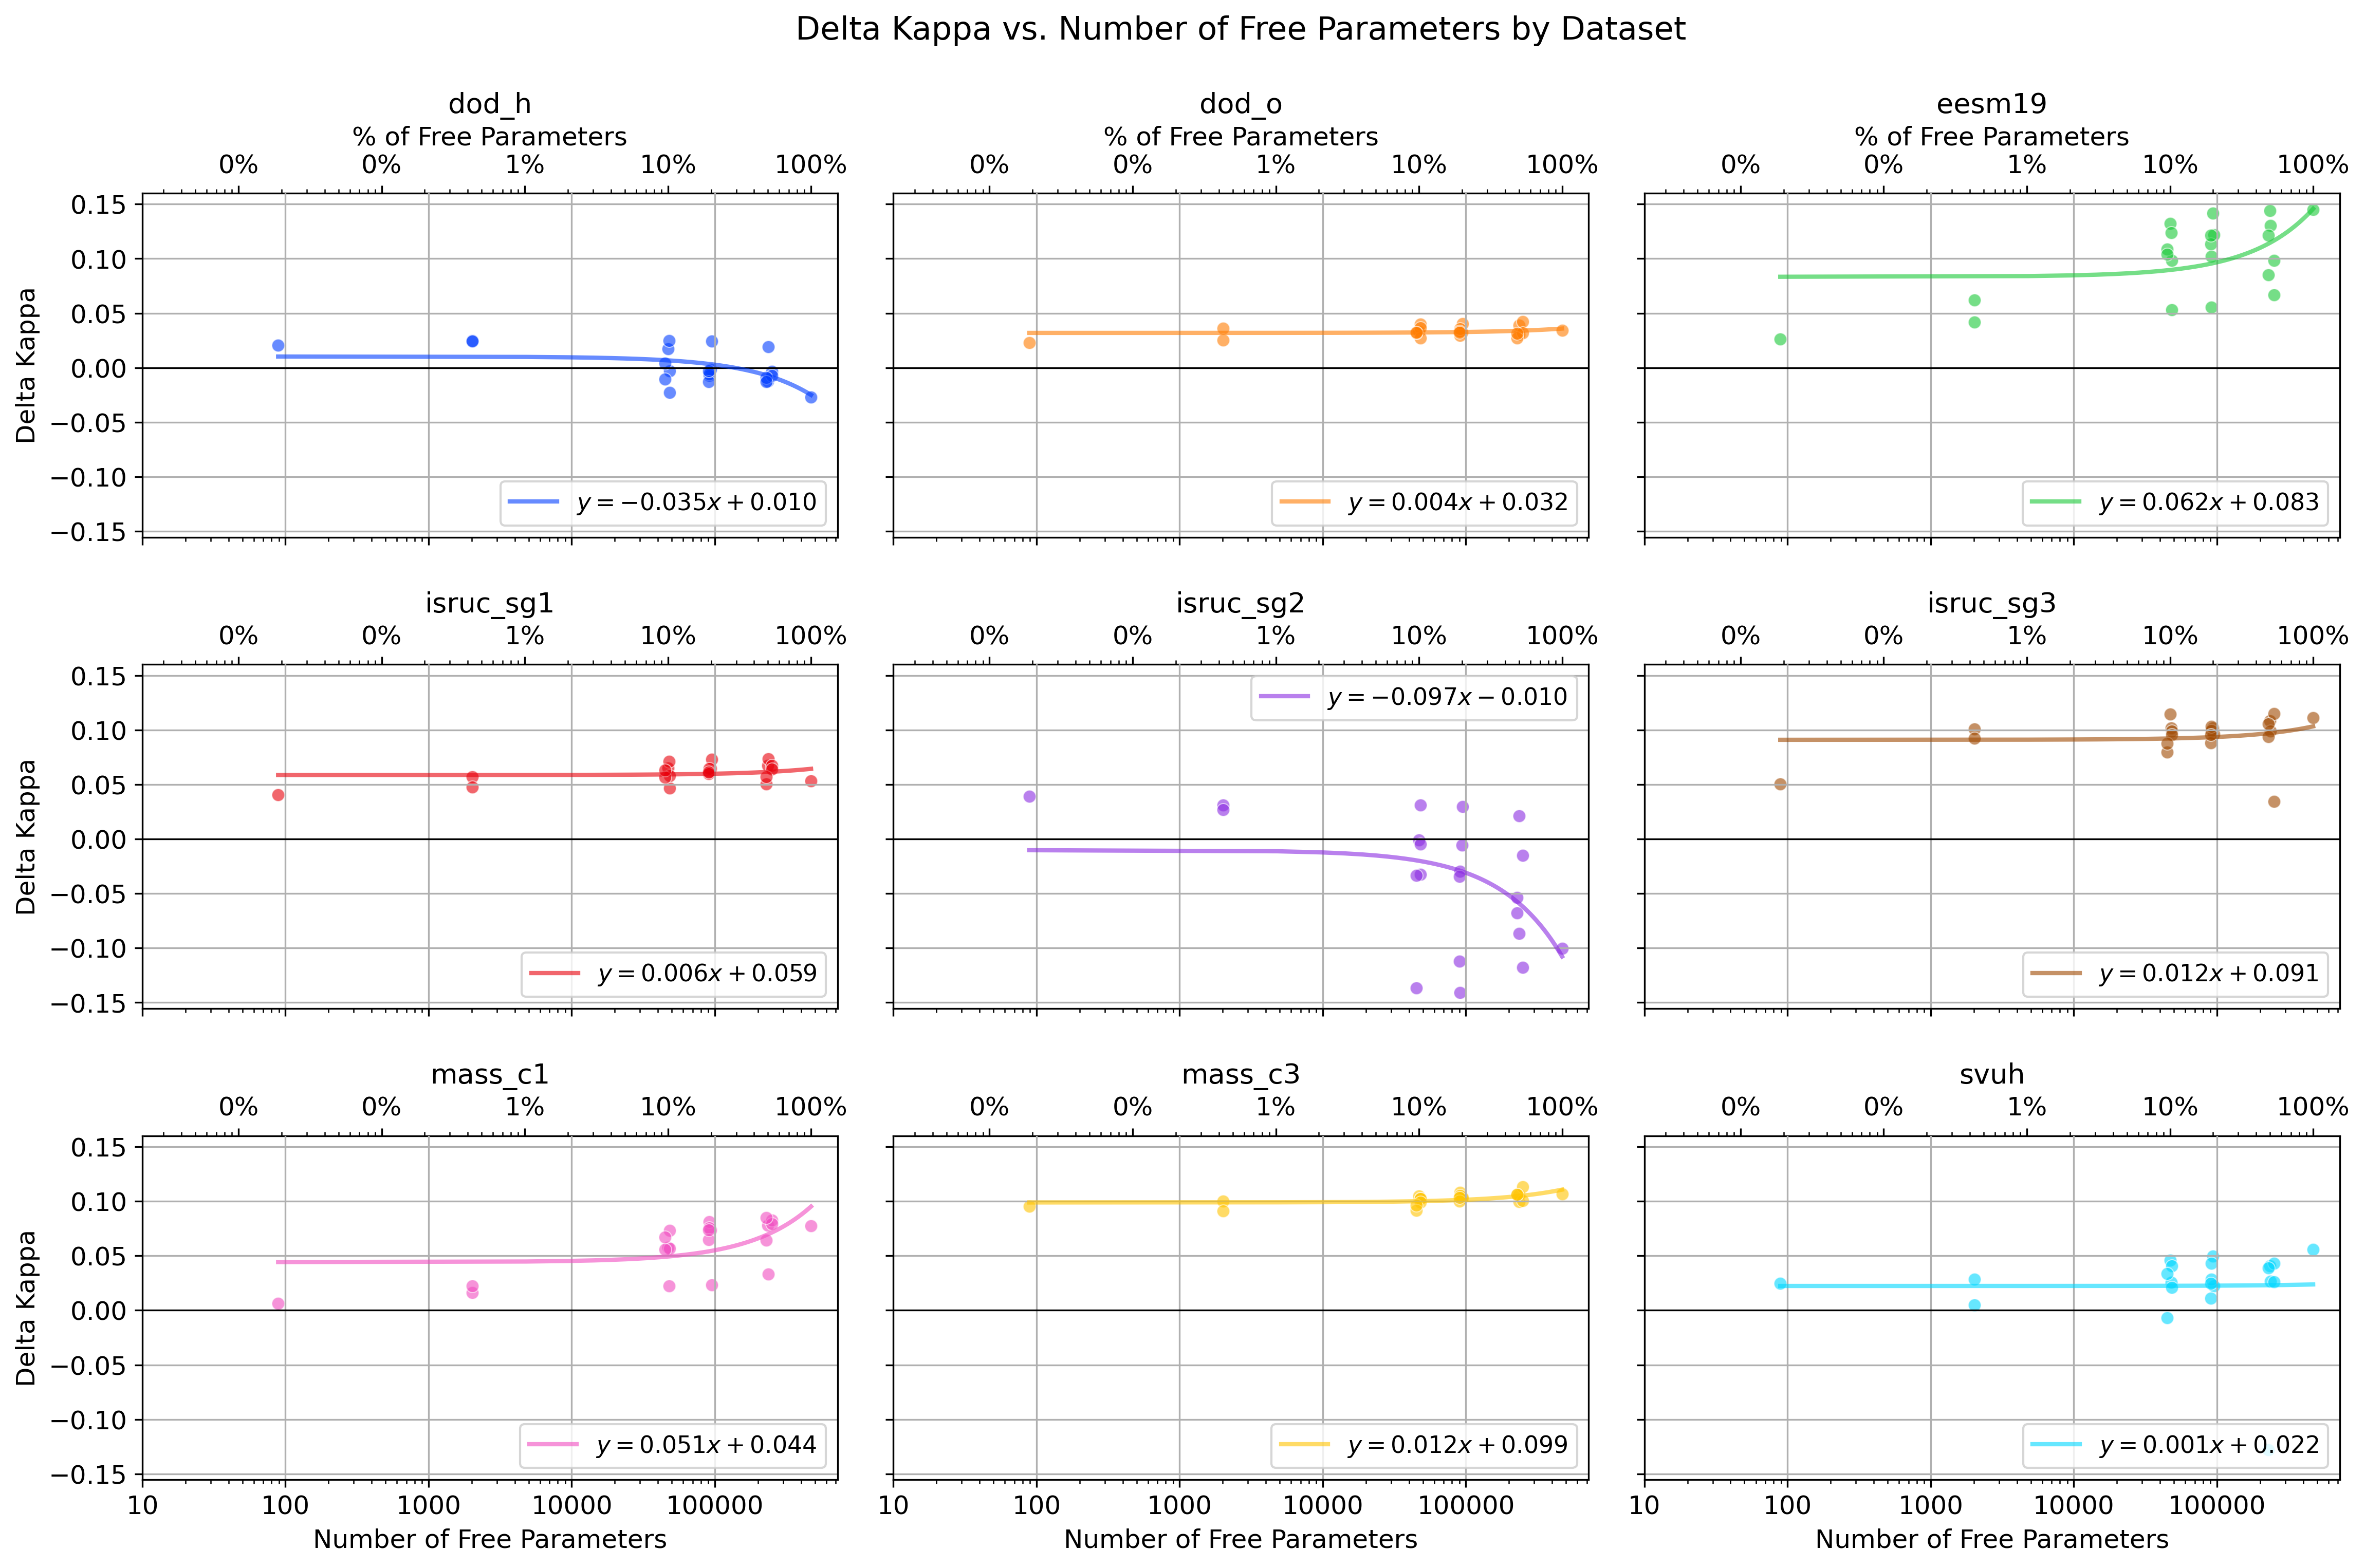 Delta Kappa vs. Number of Free Parameters by Dataset
dod_h
dod_o
eesm19
% of Free Parameters
% of Free Parameters
% of Free Parameters
0% 0% 1% 10% 100%
0% 0% 1% 10% 100%
0% 0% 1% 10% 100%
Delta Kappa
0.15
0.10
0.05
0.00
−0.05
−0.10
−0.15
y = −0.035x + 0.010
y = 0.004x + 0.032
y = 0.062x + 0.083
isruc_sg1
isruc_sg2
isruc_sg3
0% 0% 1% 10% 100%
0% 0% 1% 10% 100%
0% 0% 1% 10% 100%
Delta Kappa
0.15
0.10
0.05
0.00
−0.05
−0.10
−0.15
y = 0.006x + 0.059
y = −0.097x − 0.010
y = 0.012x + 0.091
mass_c1
mass_c3
svuh
0% 0% 1% 10% 100%
0% 0% 1% 10% 100%
0% 0% 1% 10% 100%
Delta Kappa
0.15
0.10
0.05
0.00
−0.05
−0.10
−0.15
y = 0.051x + 0.044
y = 0.012x + 0.099
y = 0.001x + 0.022
10 100 1000 10000 100000
10 100 1000 10000 100000
10 100 1000 10000 100000
Number of Free Parameters
Number of Free Parameters
Number of Free Parameters